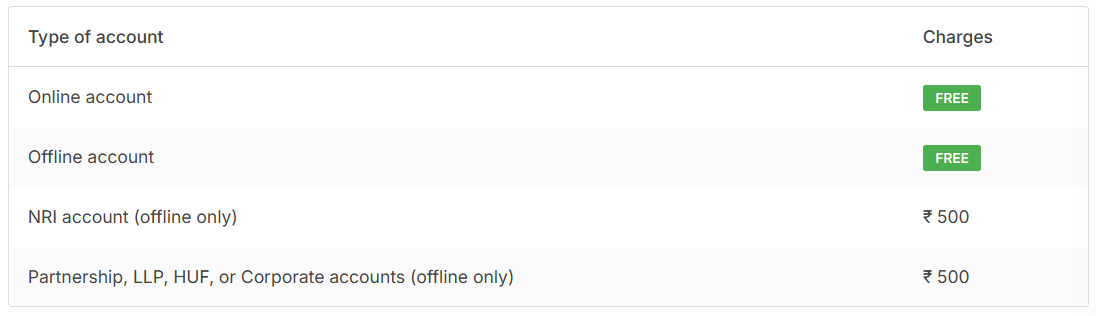 Type of account Charges
Online account FREE
Offline account FREE
NRI account (offline only) ₹ 500
Partnership, LLP, HUF, or Corporate accounts (offline only) ₹ 500